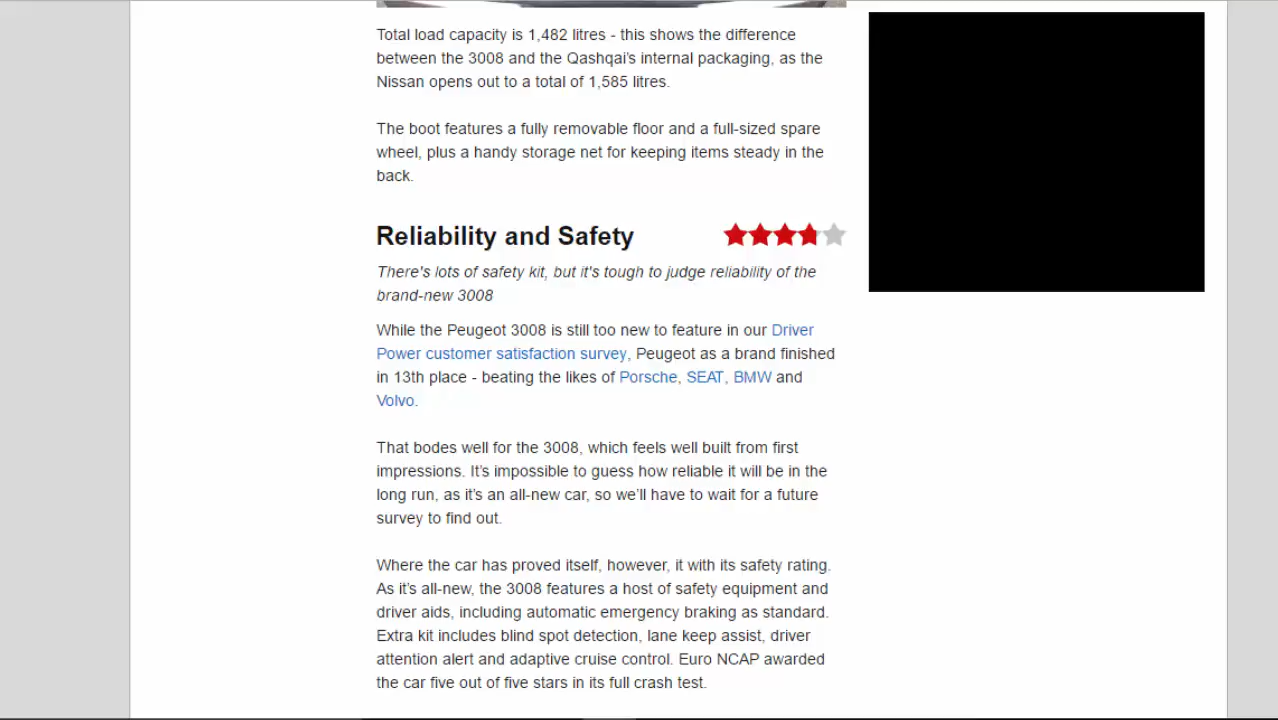 Total load capacity is 1,482 litres - this shows the difference
between the 3008 and the Qashqai's internal packaging, as the
Nissan opens out to a total of 1,585 litres.
The boot features a fully removable floor and a full-sized spare
wheel, plus a handy storage net for keeping items steady in the
back.
Reliability and Safety
There's lots of safety kit, but it's tough to judge reliability of the
brand-new 3008
While the Peugeot 3008 is still too new to feature in our Driver
Power customer satisfaction survey, Peugeot as a brand finished
in 13th place - beating the likes of Porsche, SEAT, BMW and
Volvo.
That bodes well for the 3008, which feels well built from first
impressions. It's impossible to guess how reliable it will be in the
long run, as it's an all-new car, so we'll have to wait for a future
survey to find out.
Where the car has proved itself, however, it with its safety rating.
As it's all-new, the 3008 features a host of safety equipment and
driver aids, including automatic emergency braking as standard.
Extra kit includes blind spot detection, lane keep assist, driver
attention alert and adaptive cruise control. Euro NCAP awarded
the car five out of five stars in its full crash test.